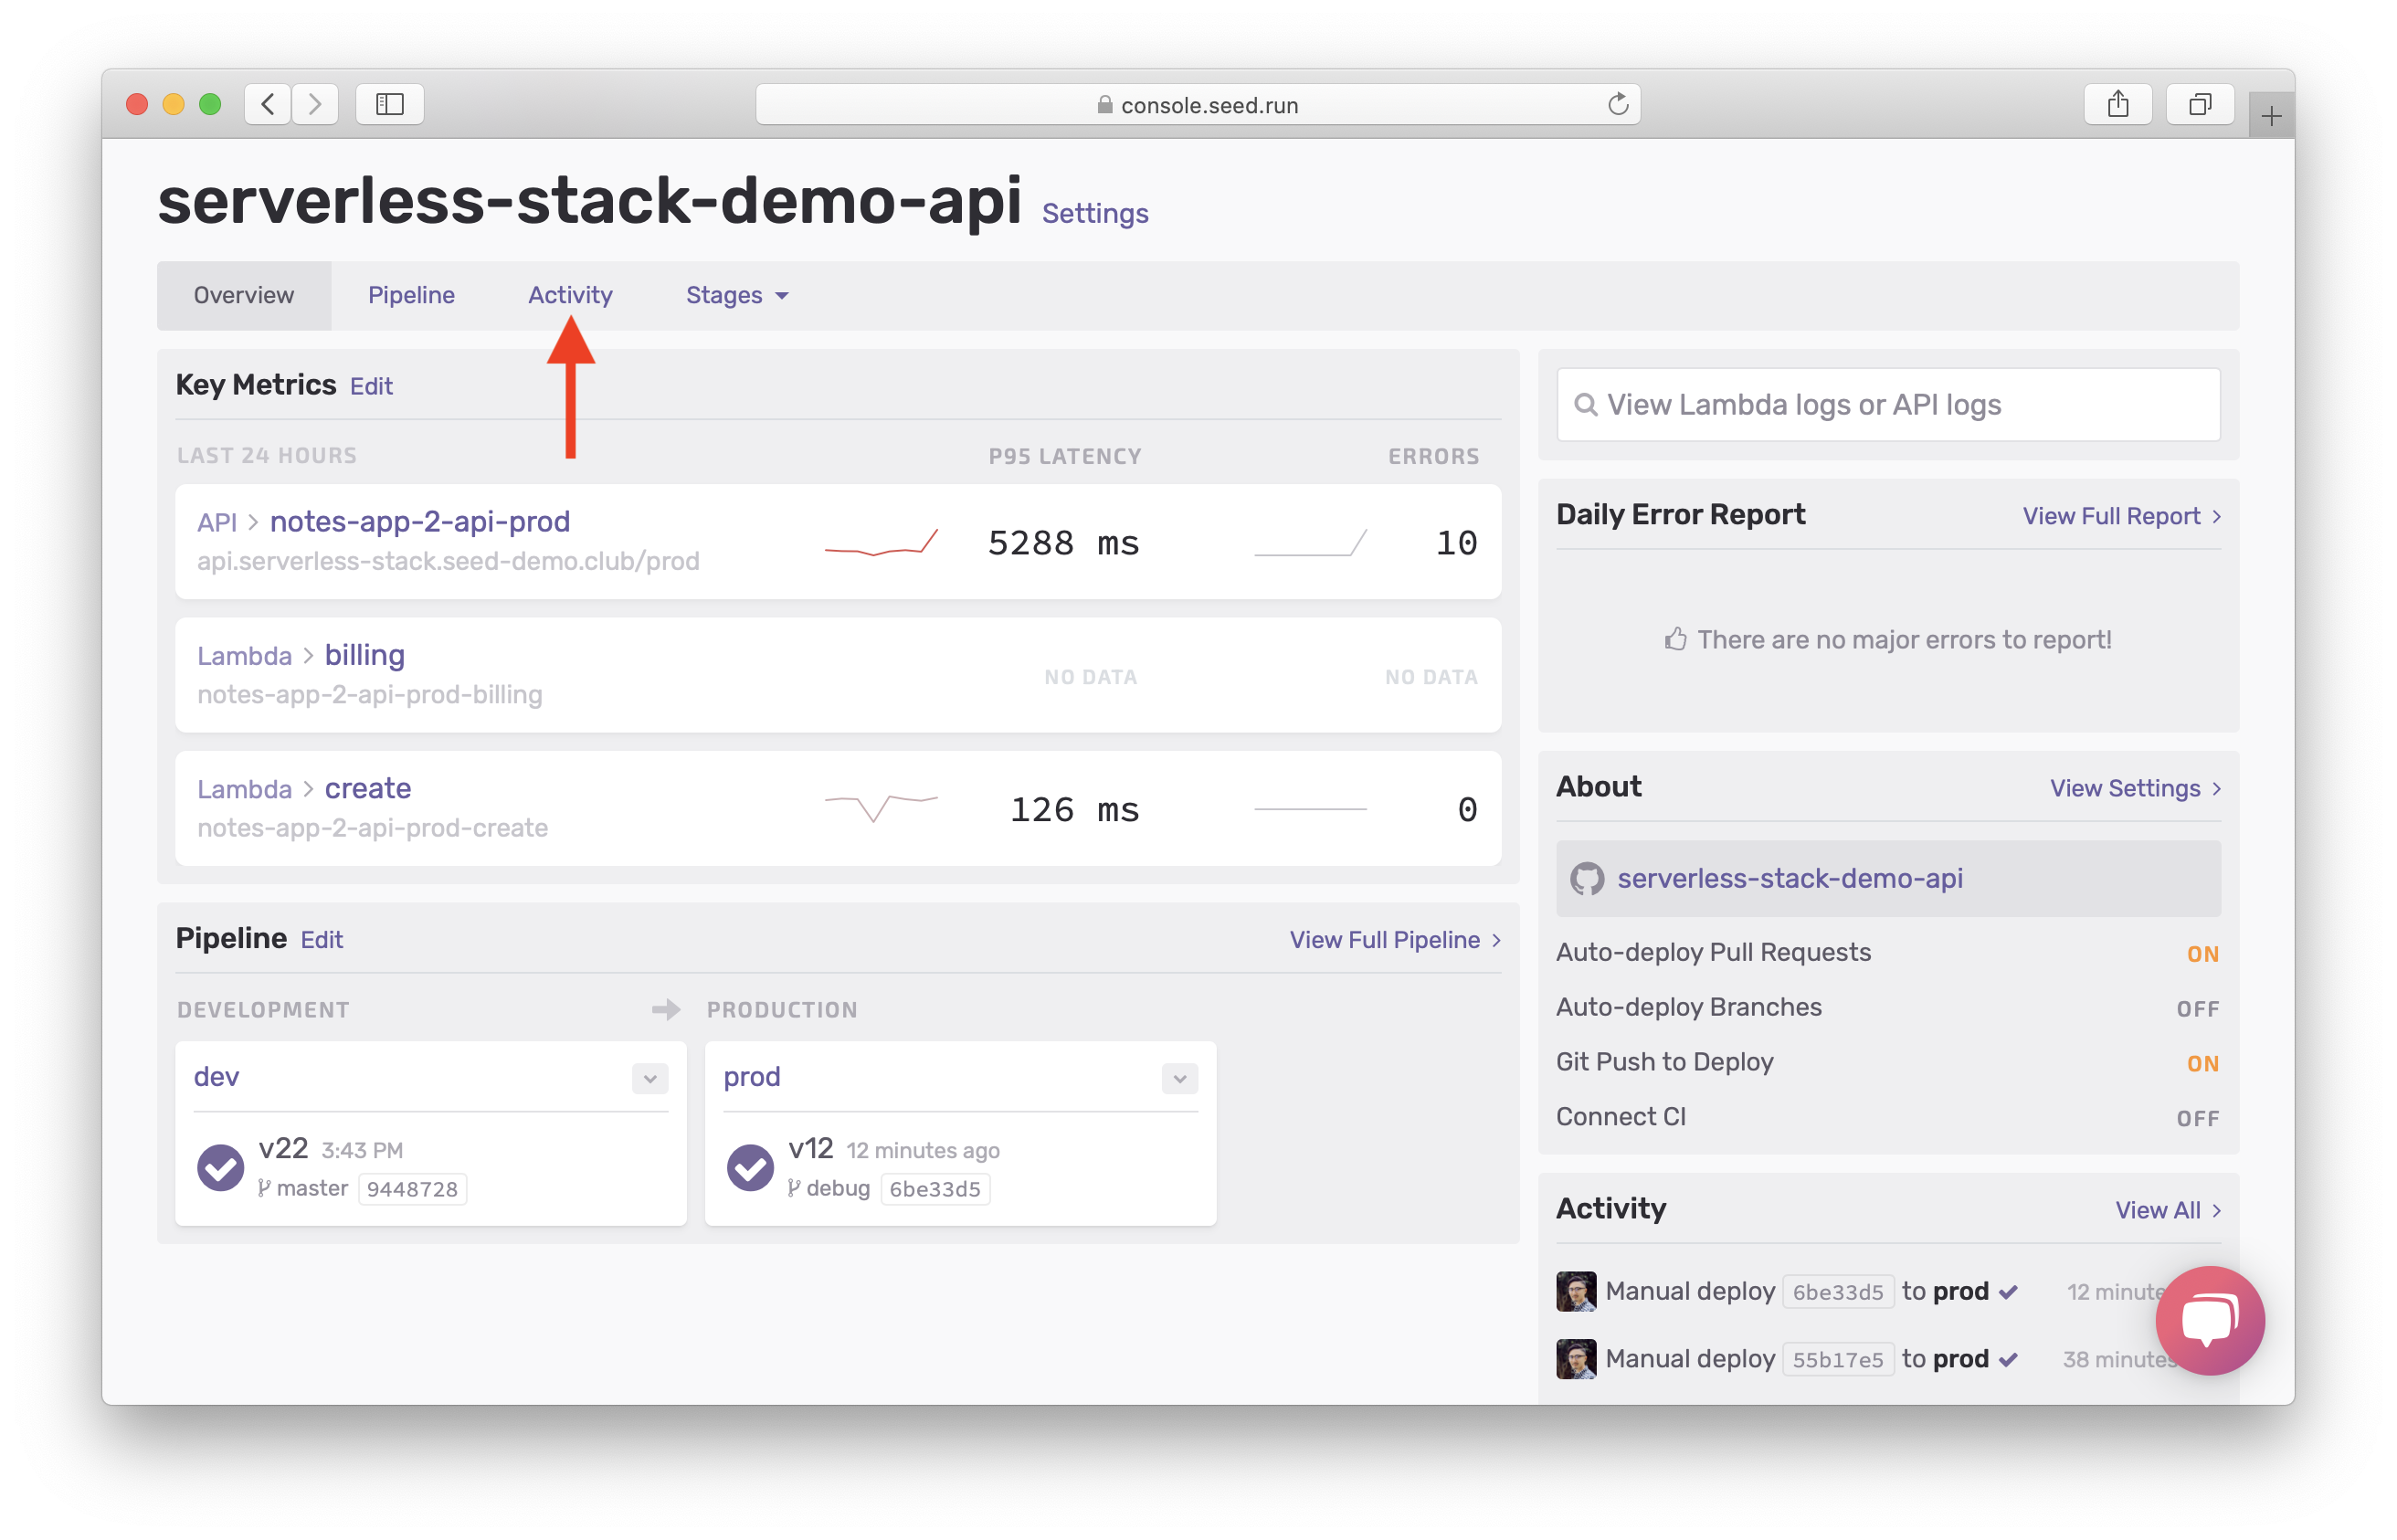 console.seed.run
serverless-stack-demo-api Settings
Overview Pipeline Activity Stages
Key Metrics Edit
LAST 24 HOURS P95 LATENCY ERRORS
API > notes-app-2-api-prod
api.serverless-stack.seed-demo.club/prod
5288 ms 10
Lambda > billing
notes-app-2-api-prod-billing
NO DATA NO DATA
Lambda > create
notes-app-2-api-prod-create
126 ms 0
Pipeline Edit View Full Pipeline >
DEVELOPMENT PRODUCTION
dev
v22 3:43 PM
master 9448728
prod
v12 12 minutes ago
debug 6be33d5
View Lambda logs or API logs
Daily Error Report View Full Report >
There are no major errors to report!
About View Settings >
serverless-stack-demo-api
Auto-deploy Pull Requests ON
Auto-deploy Branches OFF
Git Push to Deploy ON
Connect CI OFF
Activity View All >
Manual deploy 6be33d5 to prod 12 minute
Manual deploy 55b17e5 to prod 38 minutes